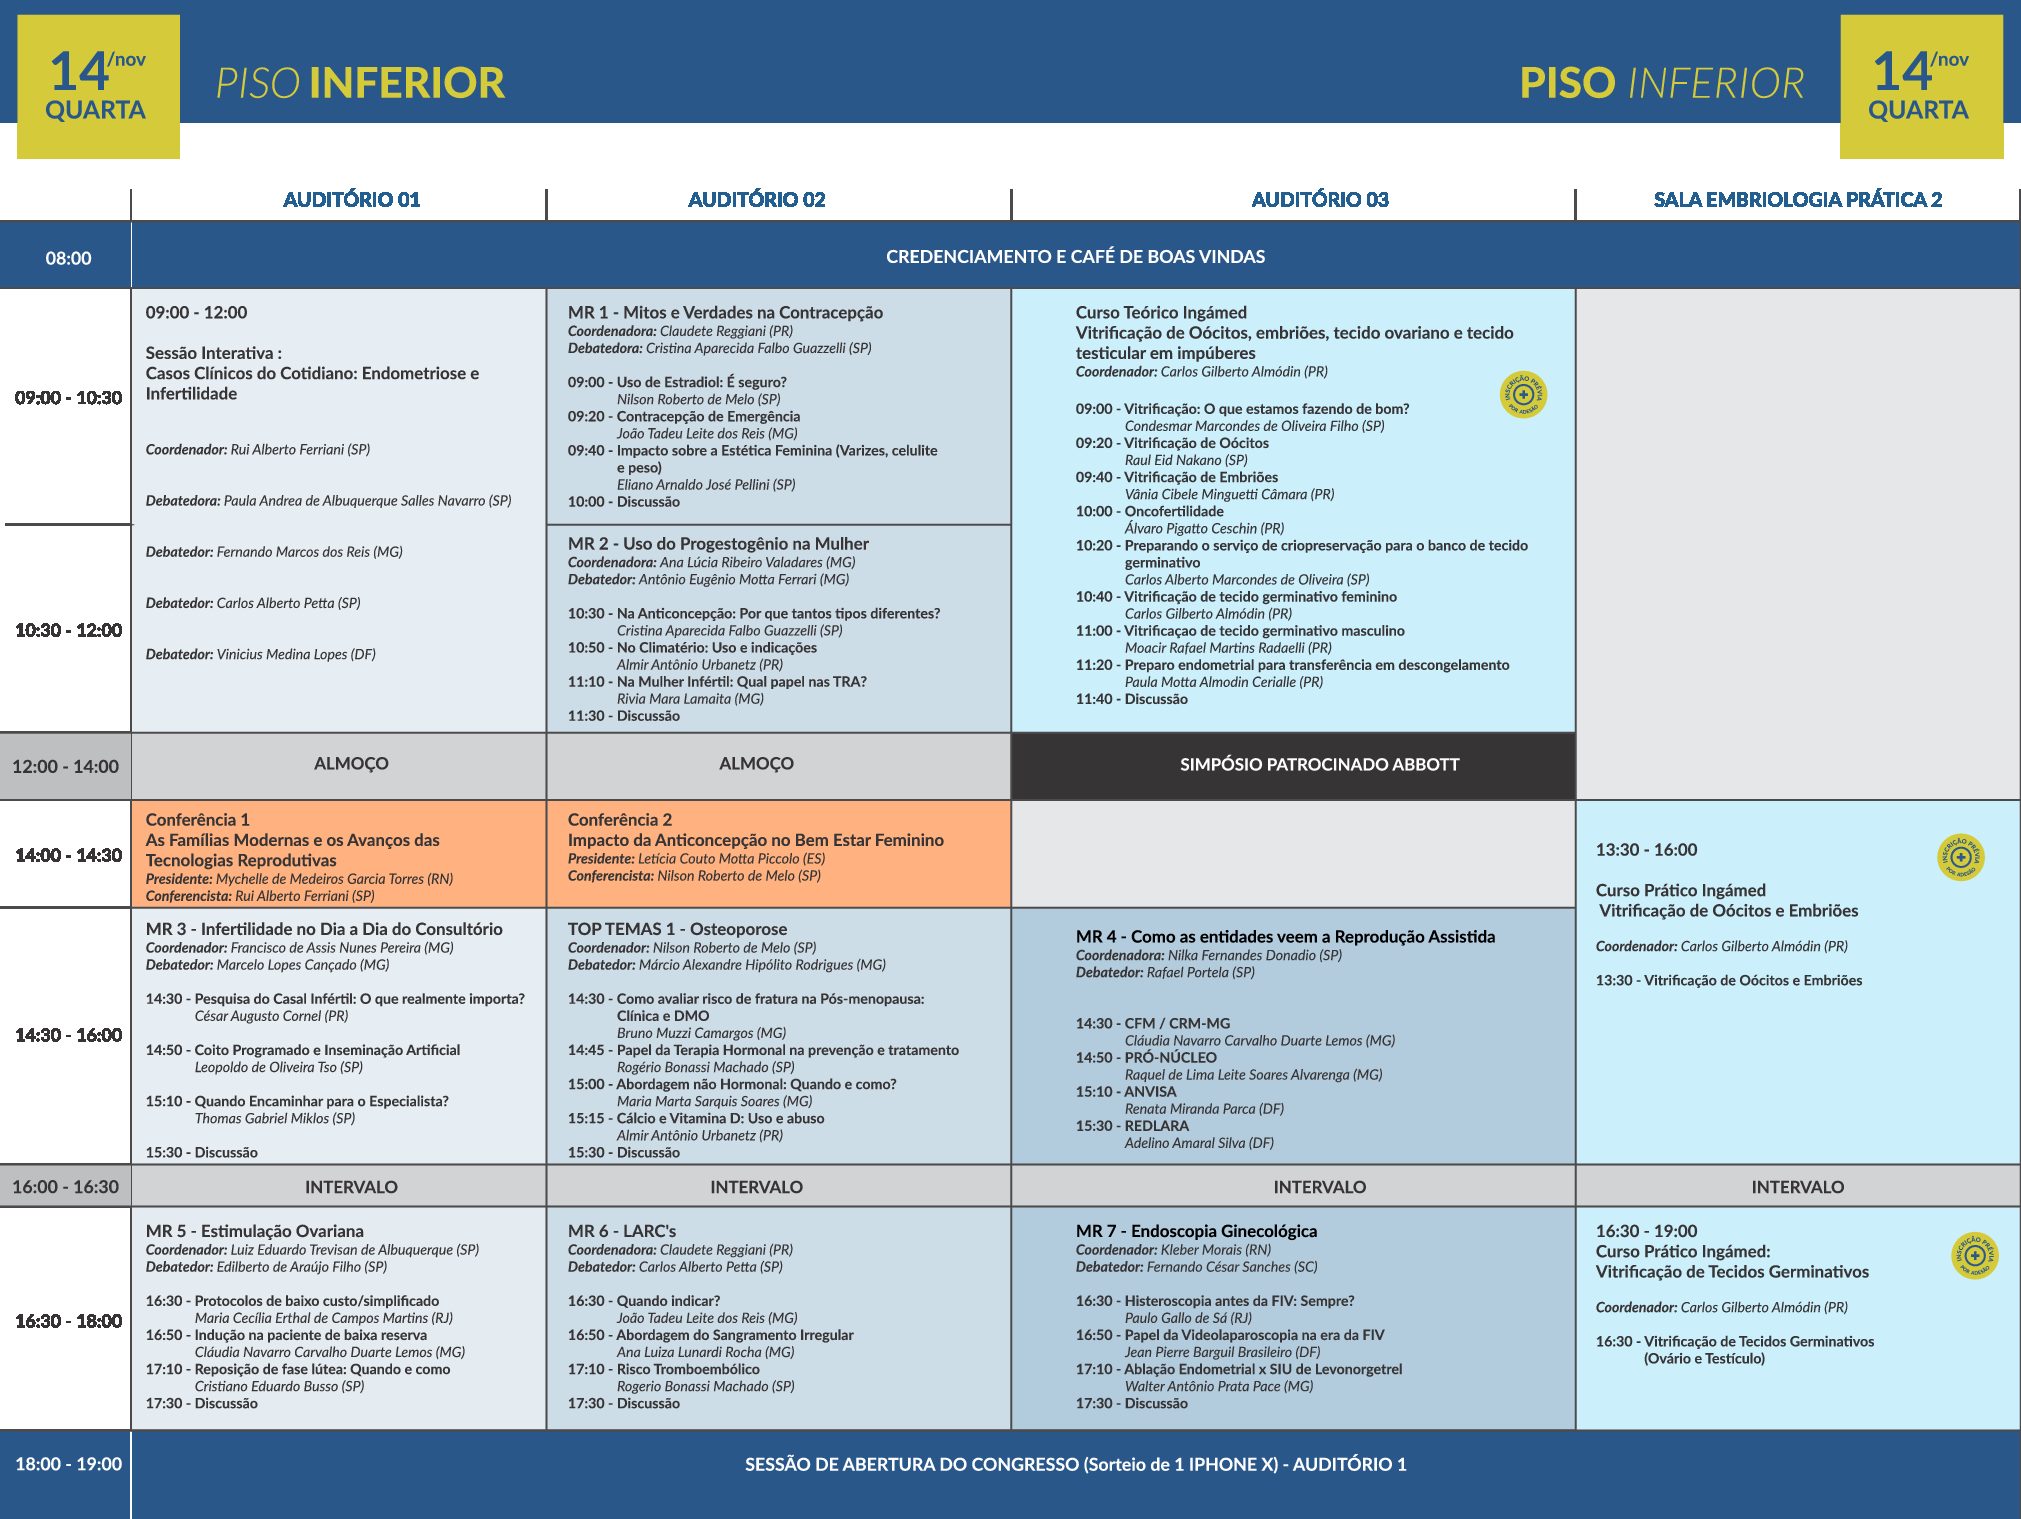 14/nov
QUARTA
PISO INFERIOR
PISO INFERIOR
14/nov
QUARTA
AUDITÓRIO 01
AUDITÓRIO 02
AUDITÓRIO 03
SALA EMBRIOLOGIA PRÁTICA 2
08:00
CREDENCIAMENTO E CAFÉ DE BOAS VINDAS
09:00 - 10:30
10:30 - 12:00
09:00 - 12:00
Sessão Interativa :
Casos Clínicos do Cotidiano: Endometriose e
Infertilidade
Coordenador: Rui Alberto Ferriani (SP)
Debatedora: Paula Andrea de Albuquerque Salles Navarro (SP)
Debatedor: Fernando Marcos dos Reis (MG)
Debatedor: Carlos Alberto Petta (SP)
Debatedor: Vinicius Medina Lopes (DF)
MR 1 - Mitos e Verdades na Contracepção
Coordenadora: Claudete Reggiani (PR)
Debatedora: Cristina Aparecida Falbo Guazzelli (SP)
09:00 - Uso de Estradiol: É seguro?
Nilson Roberto de Melo (SP)
09:20 - Contracepção de Emergência
João Tadeu Leite dos Reis (MG)
09:40 - Impacto sobre a Estética Feminina (Varizes, celulite
e peso)
Eliano Arnaldo José Pellini (SP)
10:00 - Discussão
MR 2 - Uso do Progestogênio na Mulher
Coordenadora: Ana Lúcia Ribeiro Valadares (MG)
Debatedor: Antônio Eugênio Motta Ferrari (MG)
10:30 - Na Anticoncepção: Por que tantos tipos diferentes?
Cristina Aparecida Falbo Guazzelli (SP)
10:50 - No Climatério: Uso e indicações
Almir Antônio Urbanetz (PR)
11:10 - Na Mulher Infértil: Qual papel nas TRA?
Rivia Mara Lamaita (MG)
11:30 - Discussão
Curso Teórico Ingámed
Vitrificação de Oócitos, embriões, tecido ovariano e tecido
testicular em impúberes
Coordenador: Carlos Gilberto Almódin (PR)
INSCRIÇÃO PRÉVIA
POR ADESÃO
09:00 - Vitrificação: O que estamos fazendo de bom?
Condesmar Marcondes de Oliveira Filho (SP)
09:20 - Vitrificação de Oócitos
Raul Eid Nakano (SP)
09:40 - Vitrificação de Embriões
Vânia Cibele Minguetti Câmara (PR)
10:00 - Oncofertilidade
Álvaro Pigatto Ceschin (PR)
10:20 - Preparando o serviço de criopreservação para o banco de tecido
germinativo
Carlos Alberto Marcondes de Oliveira (SP)
10:40 - Vitrificação de tecido germinativo feminino
Carlos Gilberto Almódin (PR)
11:00 - Vitrificaçao de tecido germinativo masculino
Moacir Rafael Martins Radaelli (PR)
11:20 - Preparo endometrial para transferência em descongelamento
Paula Motta Almodin Cerialle (PR)
11:40 - Discussão
12:00 - 14:00
ALMOÇO
ALMOÇO
SIMPÓSIO PATROCINADO ABBOTT
14:00 - 14:30
Conferência 1
As Famílias Modernas e os Avanços das
Tecnologias Reprodutivas
Presidente: Mychelle de Medeiros Garcia Torres (RN)
Conferencista: Rui Alberto Ferriani (SP)
Conferência 2
Impacto da Anticoncepção no Bem Estar Feminino
Presidente: Letícia Couto Motta Piccolo (ES)
Conferencista: Nilson Roberto de Melo (SP)
13:30 - 16:00
INSCRIÇÃO PRÉVIA
POR ADESÃO
Curso Prático Ingámed
Vitrificação de Oócitos e Embriões
Coordenador: Carlos Gilberto Almódin (PR)
13:30 - Vitrificação de Oócitos e Embriões
14:30 - 16:00
MR 3 - Infertilidade no Dia a Dia do Consultório
Coordenador: Francisco de Assis Nunes Pereira (MG)
Debatedor: Marcelo Lopes Cançado (MG)
14:30 - Pesquisa do Casal Infértil: O que realmente importa?
César Augusto Cornel (PR)
14:50 - Coito Programado e Inseminação Artificial
Leopoldo de Oliveira Tso (SP)
15:10 - Quando Encaminhar para o Especialista?
Thomas Gabriel Miklos (SP)
15:30 - Discussão
TOP TEMAS 1 - Osteoporose
Coordenador: Nilson Roberto de Melo (SP)
Debatedor: Márcio Alexandre Hipólito Rodrigues (MG)
14:30 - Como avaliar risco de fratura na Pós-menopausa:
Clínica e DMO
Bruno Muzzi Camargos (MG)
14:45 - Papel da Terapia Hormonal na prevenção e tratamento
Rogério Bonassi Machado (SP)
15:00 - Abordagem não Hormonal: Quando e como?
Maria Marta Sarquis Soares (MG)
15:15 - Cálcio e Vitamina D: Uso e abuso
Almir Antônio Urbanetz (PR)
15:30 - Discussão
MR 4 - Como as entidades veem a Reprodução Assistida
Coordenadora: Nilka Fernandes Donadio (SP)
Debatedor: Rafael Portela (SP)
14:30 - CFM / CRM-MG
Cláudia Navarro Carvalho Duarte Lemos (MG)
14:50 - PRÓ-NÚCLEO
Raquel de Lima Leite Soares Alvarenga (MG)
15:10 - ANVISA
Renata Miranda Parca (DF)
15:30 - REDLARA
Adelino Amaral Silva (DF)
16:00 - 16:30
INTERVALO
INTERVALO
INTERVALO
INTERVALO
16:30 - 18:00
MR 5 - Estimulação Ovariana
Coordenador: Luiz Eduardo Trevisan de Albuquerque (SP)
Debatedor: Edilberto de Araújo Filho (SP)
16:30 - Protocolos de baixo custo/simplificado
Maria Cecília Erthal de Campos Martins (RJ)
16:50 - Indução na paciente de baixa reserva
Cláudia Navarro Carvalho Duarte Lemos (MG)
17:10 - Reposição de fase lútea: Quando e como
Cristiano Eduardo Busso (SP)
17:30 - Discussão
MR 6 - LARC's
Coordenadora: Claudete Reggiani (PR)
Debatedor: Carlos Alberto Petta (SP)
16:30 - Quando indicar?
João Tadeu Leite dos Reis (MG)
16:50 - Abordagem do Sangramento Irregular
Ana Luiza Lunardi Rocha (MG)
17:10 - Risco Tromboembólico
Rogerio Bonassi Machado (SP)
17:30 - Discussão
MR 7 - Endoscopia Ginecológica
Coordenador: Kleber Morais (RN)
Debatedor: Fernando César Sanches (SC)
16:30 - Histeroscopia antes da FIV: Sempre?
Paulo Gallo de Sá (RJ)
16:50 - Papel da Videolaparoscopia na era da FIV
Jean Pierre Barguil Brasileiro (DF)
17:10 - Ablação Endometrial x SIU de Levonorgetrel
Walter Antônio Prata Pace (MG)
17:30 - Discussão
16:30 - 19:00
Curso Prático Ingámed:
Vitrificação de Tecidos Germinativos
INSCRIÇÃO PRÉVIA
POR ADESÃO
Coordenador: Carlos Gilberto Almódin (PR)
16:30 - Vitrificação de Tecidos Germinativos
(Ovário e Testículo)
18:00 - 19:00
SESSÃO DE ABERTURA DO CONGRESSO (Sorteio de 1 IPHONE X) - AUDITÓRIO 1